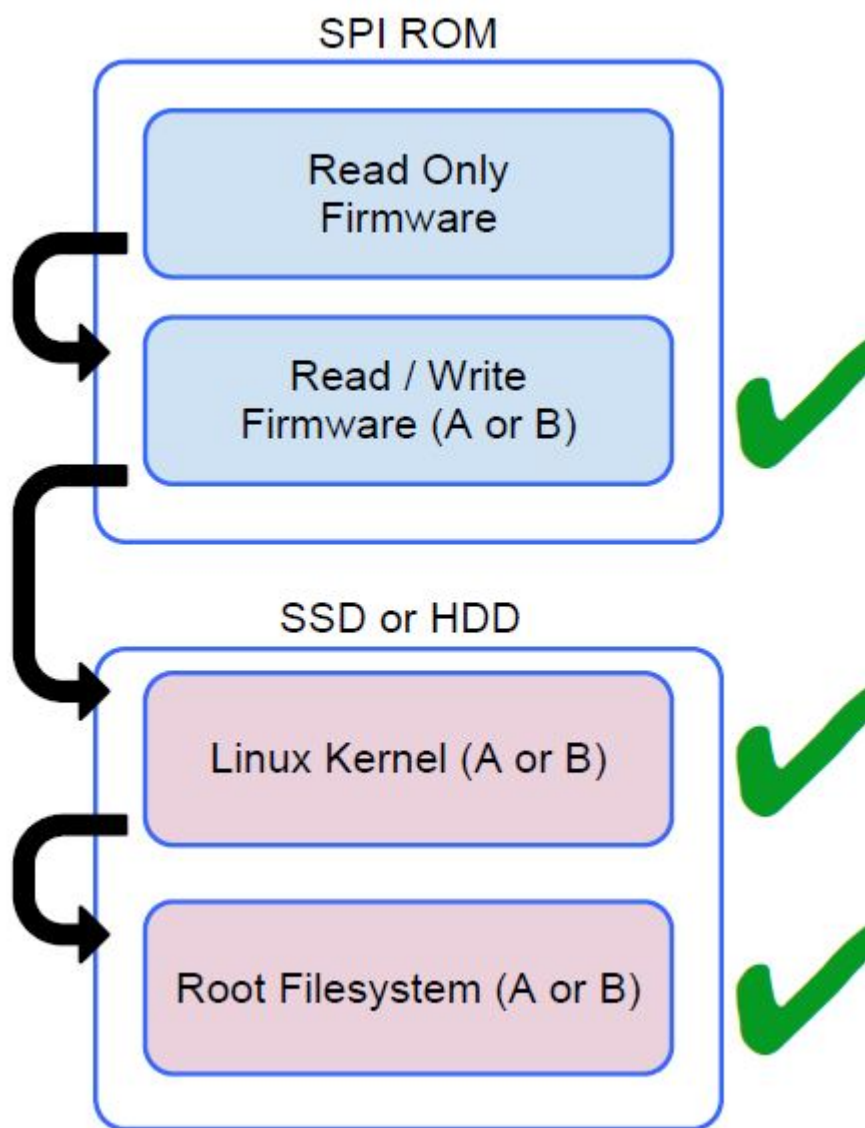 SPI ROM
Read Only
Firmware
Read / Write
Firmware (A or B)
SSD or HDD
Linux Kernel (A or B)
Root Filesystem (A or B)